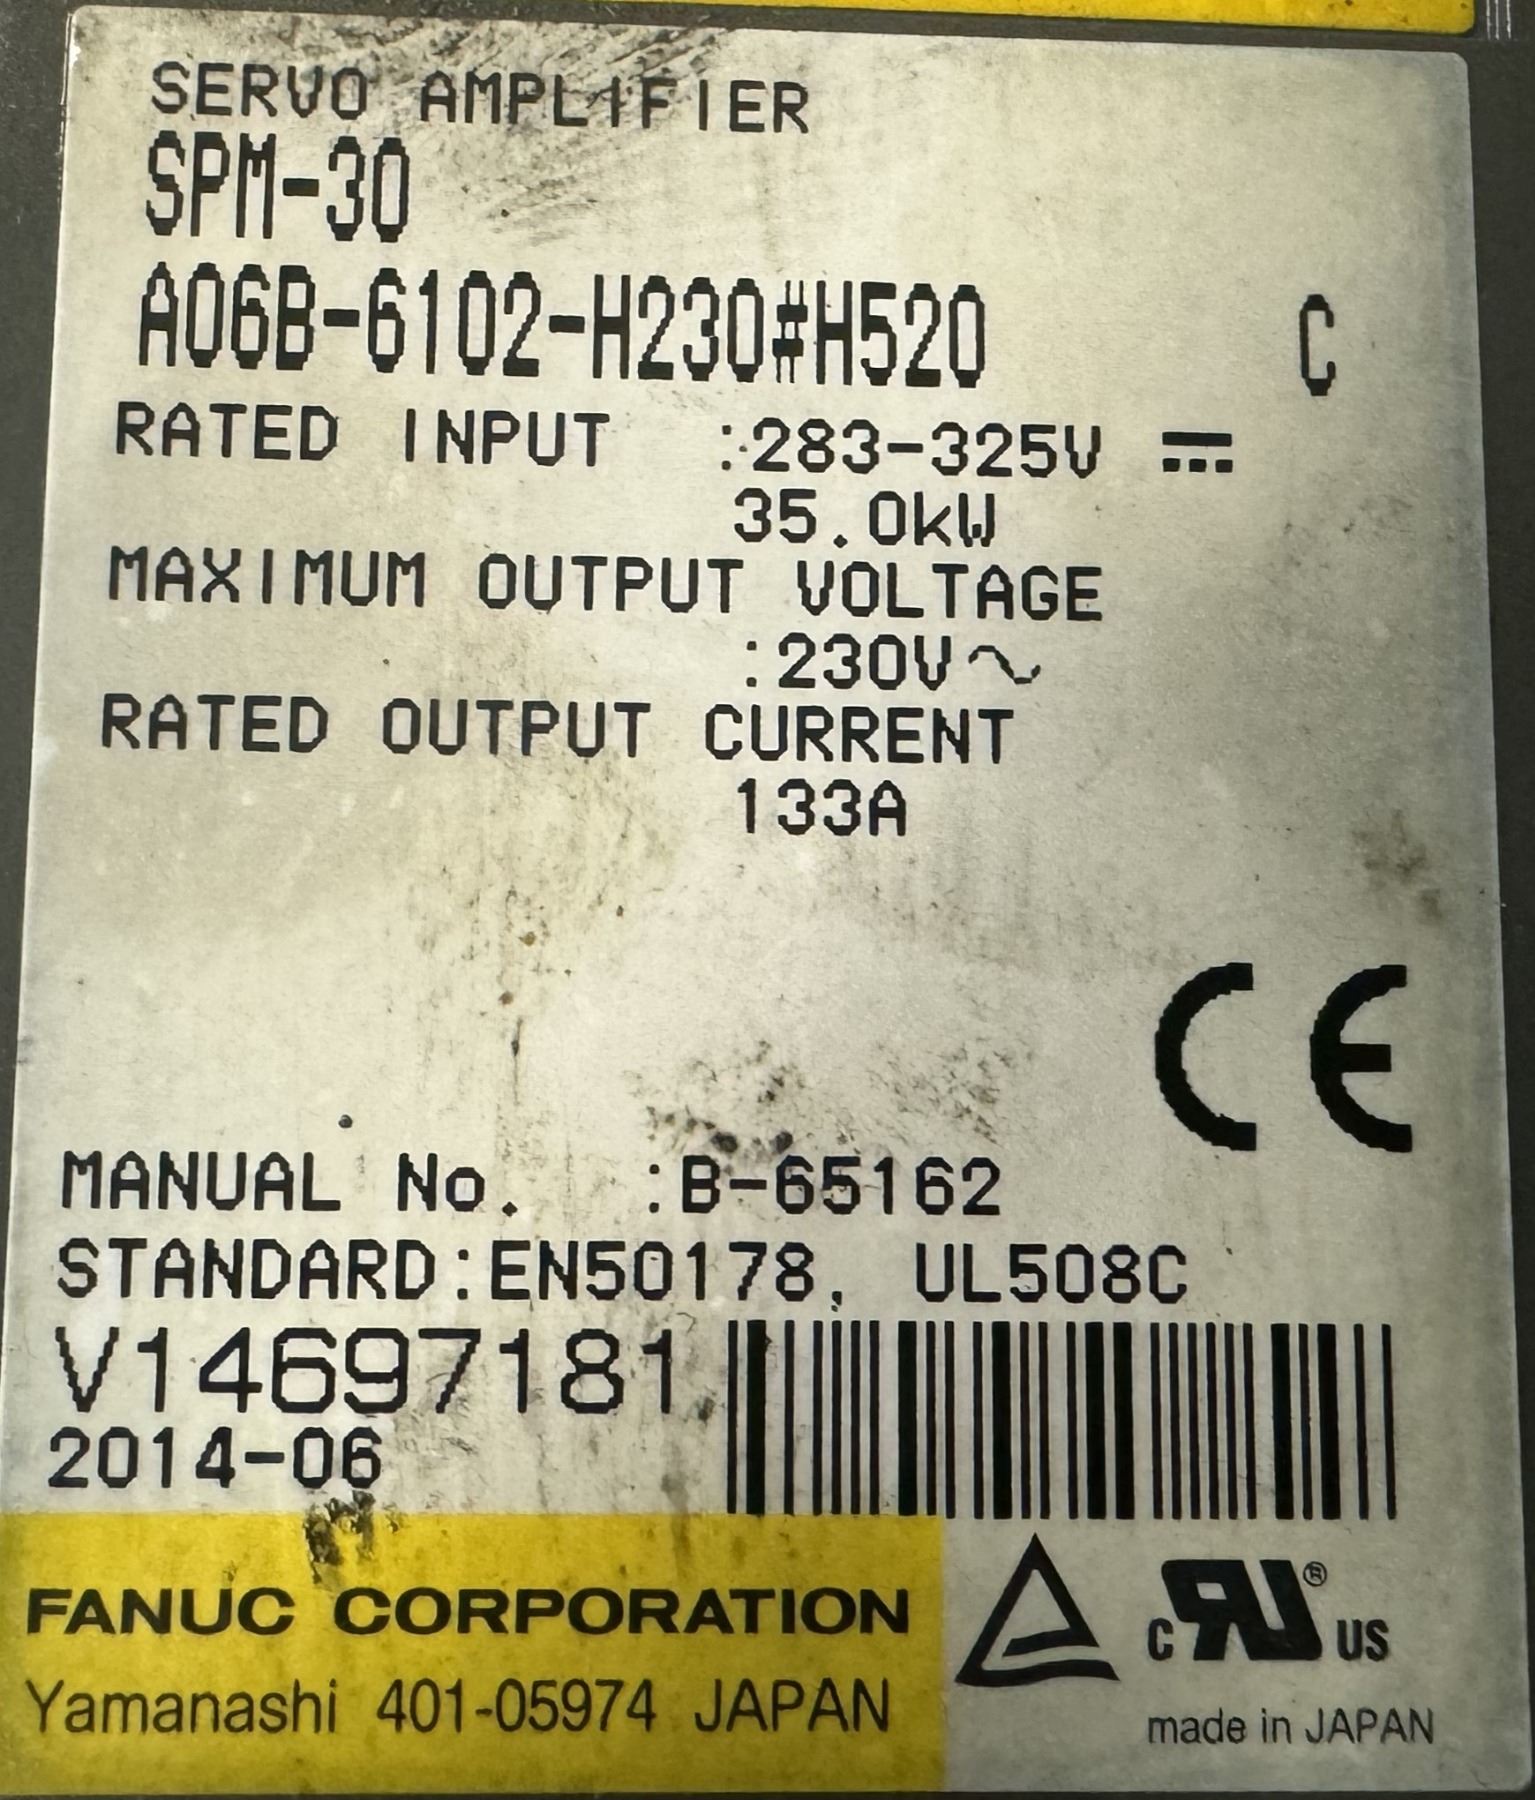 SERVO AMPLIFIER
SPM-30
A06B-6102-H230#H520 C
RATED INPUT :283-325V ⎓
35.0kW
MAXIMUM OUTPUT VOLTAGE
:230V~
RATED OUTPUT CURRENT
133A
CE
MANUAL No. :B-65162
STANDARD:EN50178, UL508C
V14697181
2014-06
FANUC CORPORATION
Yamanashi 401-05974 JAPAN
c RU ® US
made in JAPAN